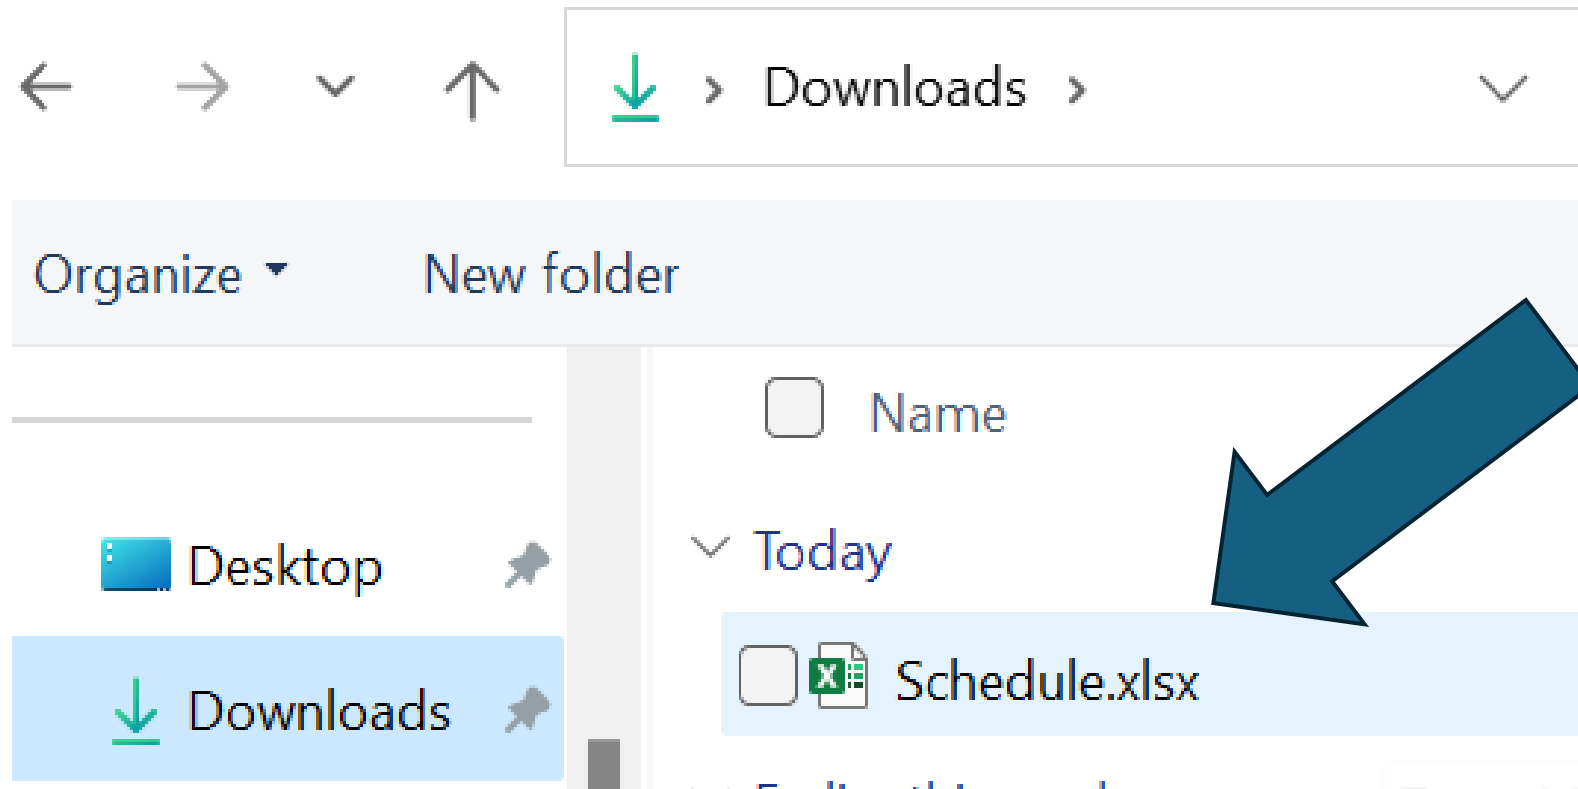 Downloads
Organize New folder
Name
Desktop
Today
Downloads
Schedule.xlsx